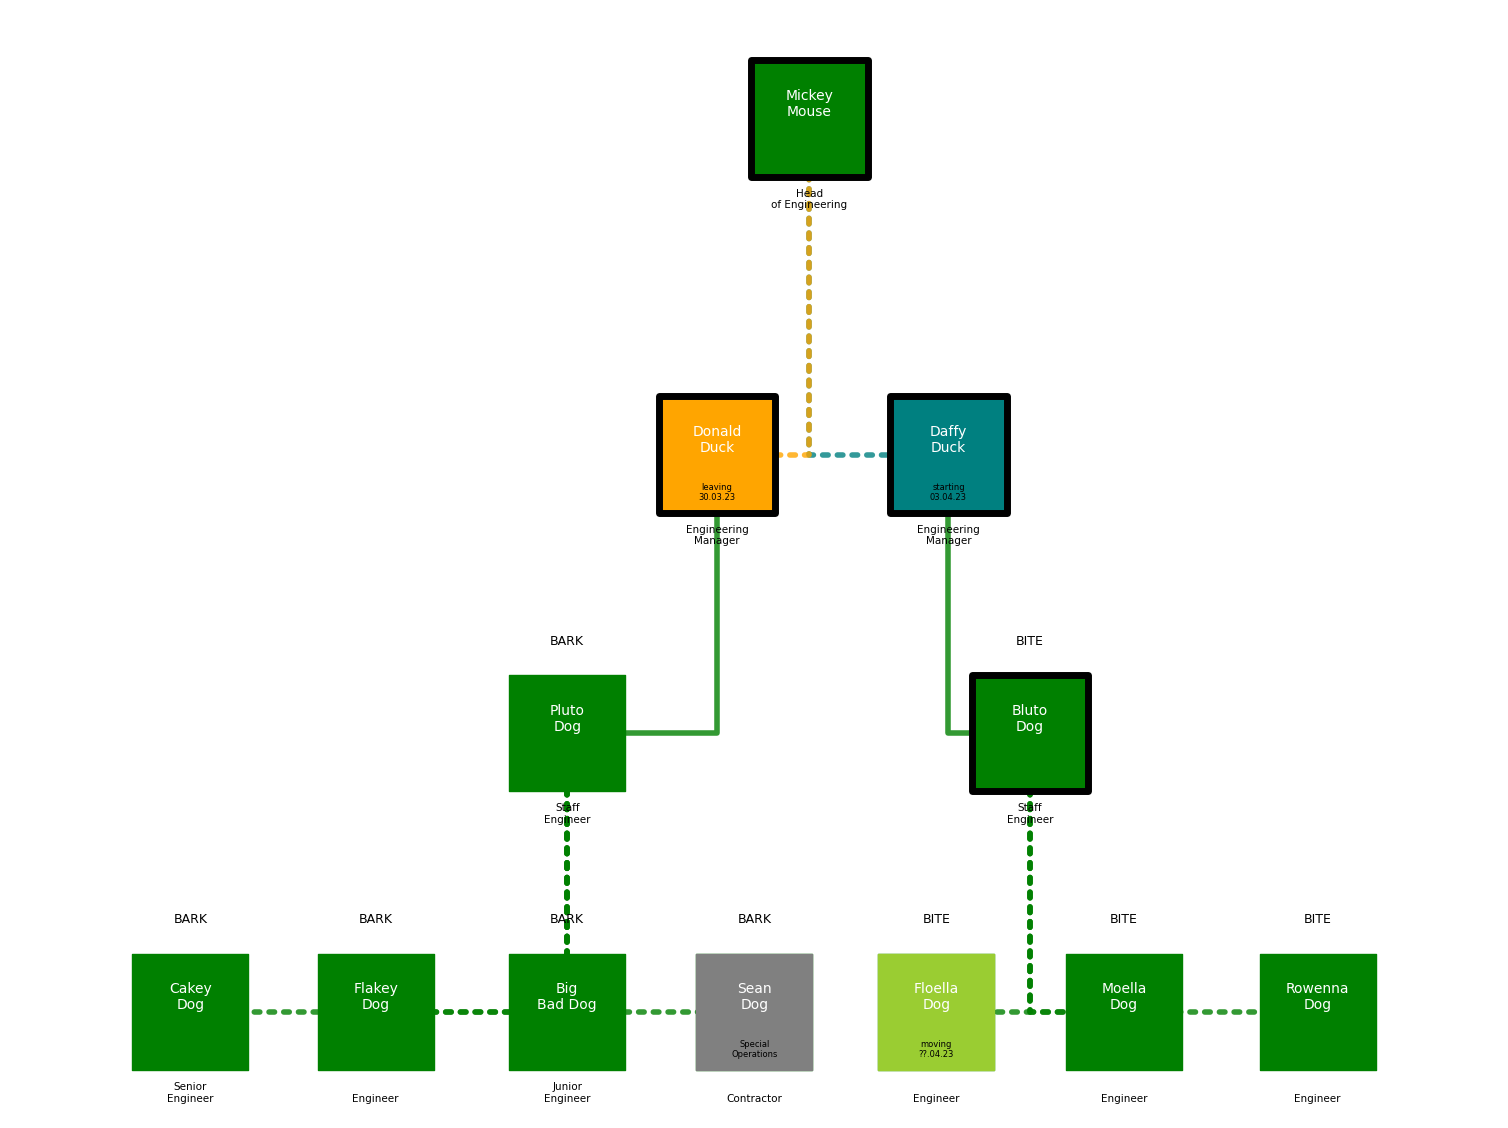 Mickey
Mouse
Head
of Engineering
Donald
Duck
leaving
30.03.23
Engineering
Manager
Daffy
Duck
starting
03.04.23
Engineering
Manager
BARK
Pluto
Dog
Staff
Engineer
BITE
Bluto
Dog
Staff
Engineer
BARK
Cakey
Dog
Senior
Engineer
BARK
Flakey
Dog
Engineer
BARK
Big
Bad Dog
Junior
Engineer
BARK
Sean
Dog
Special
Operations
Contractor
BITE
Floella
Dog
moving
??.04.23
Engineer
BITE
Moella
Dog
Engineer
BITE
Rowenna
Dog
Engineer